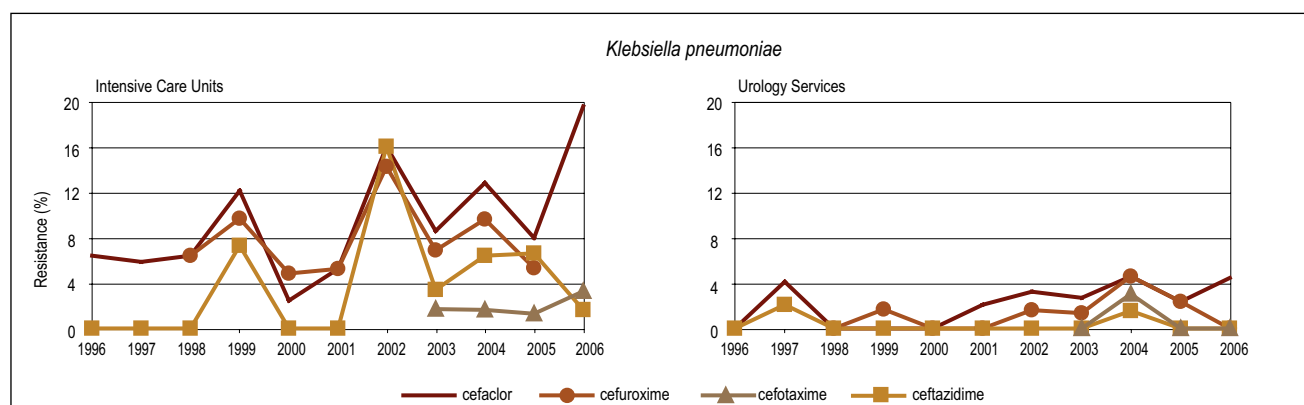 Klebsiella pneumoniae
Intensive Care Units
Resistance (%)
20
16
12
8
4
0
1996 1997 1998 1999 2000 2001 2002 2003 2004 2005 2006
Urology Services
20
16
12
8
4
0
1996 1997 1998 1999 2000 2001 2002 2003 2004 2005 2006
cefaclor cefuroxime cefotaxime ceftazidime